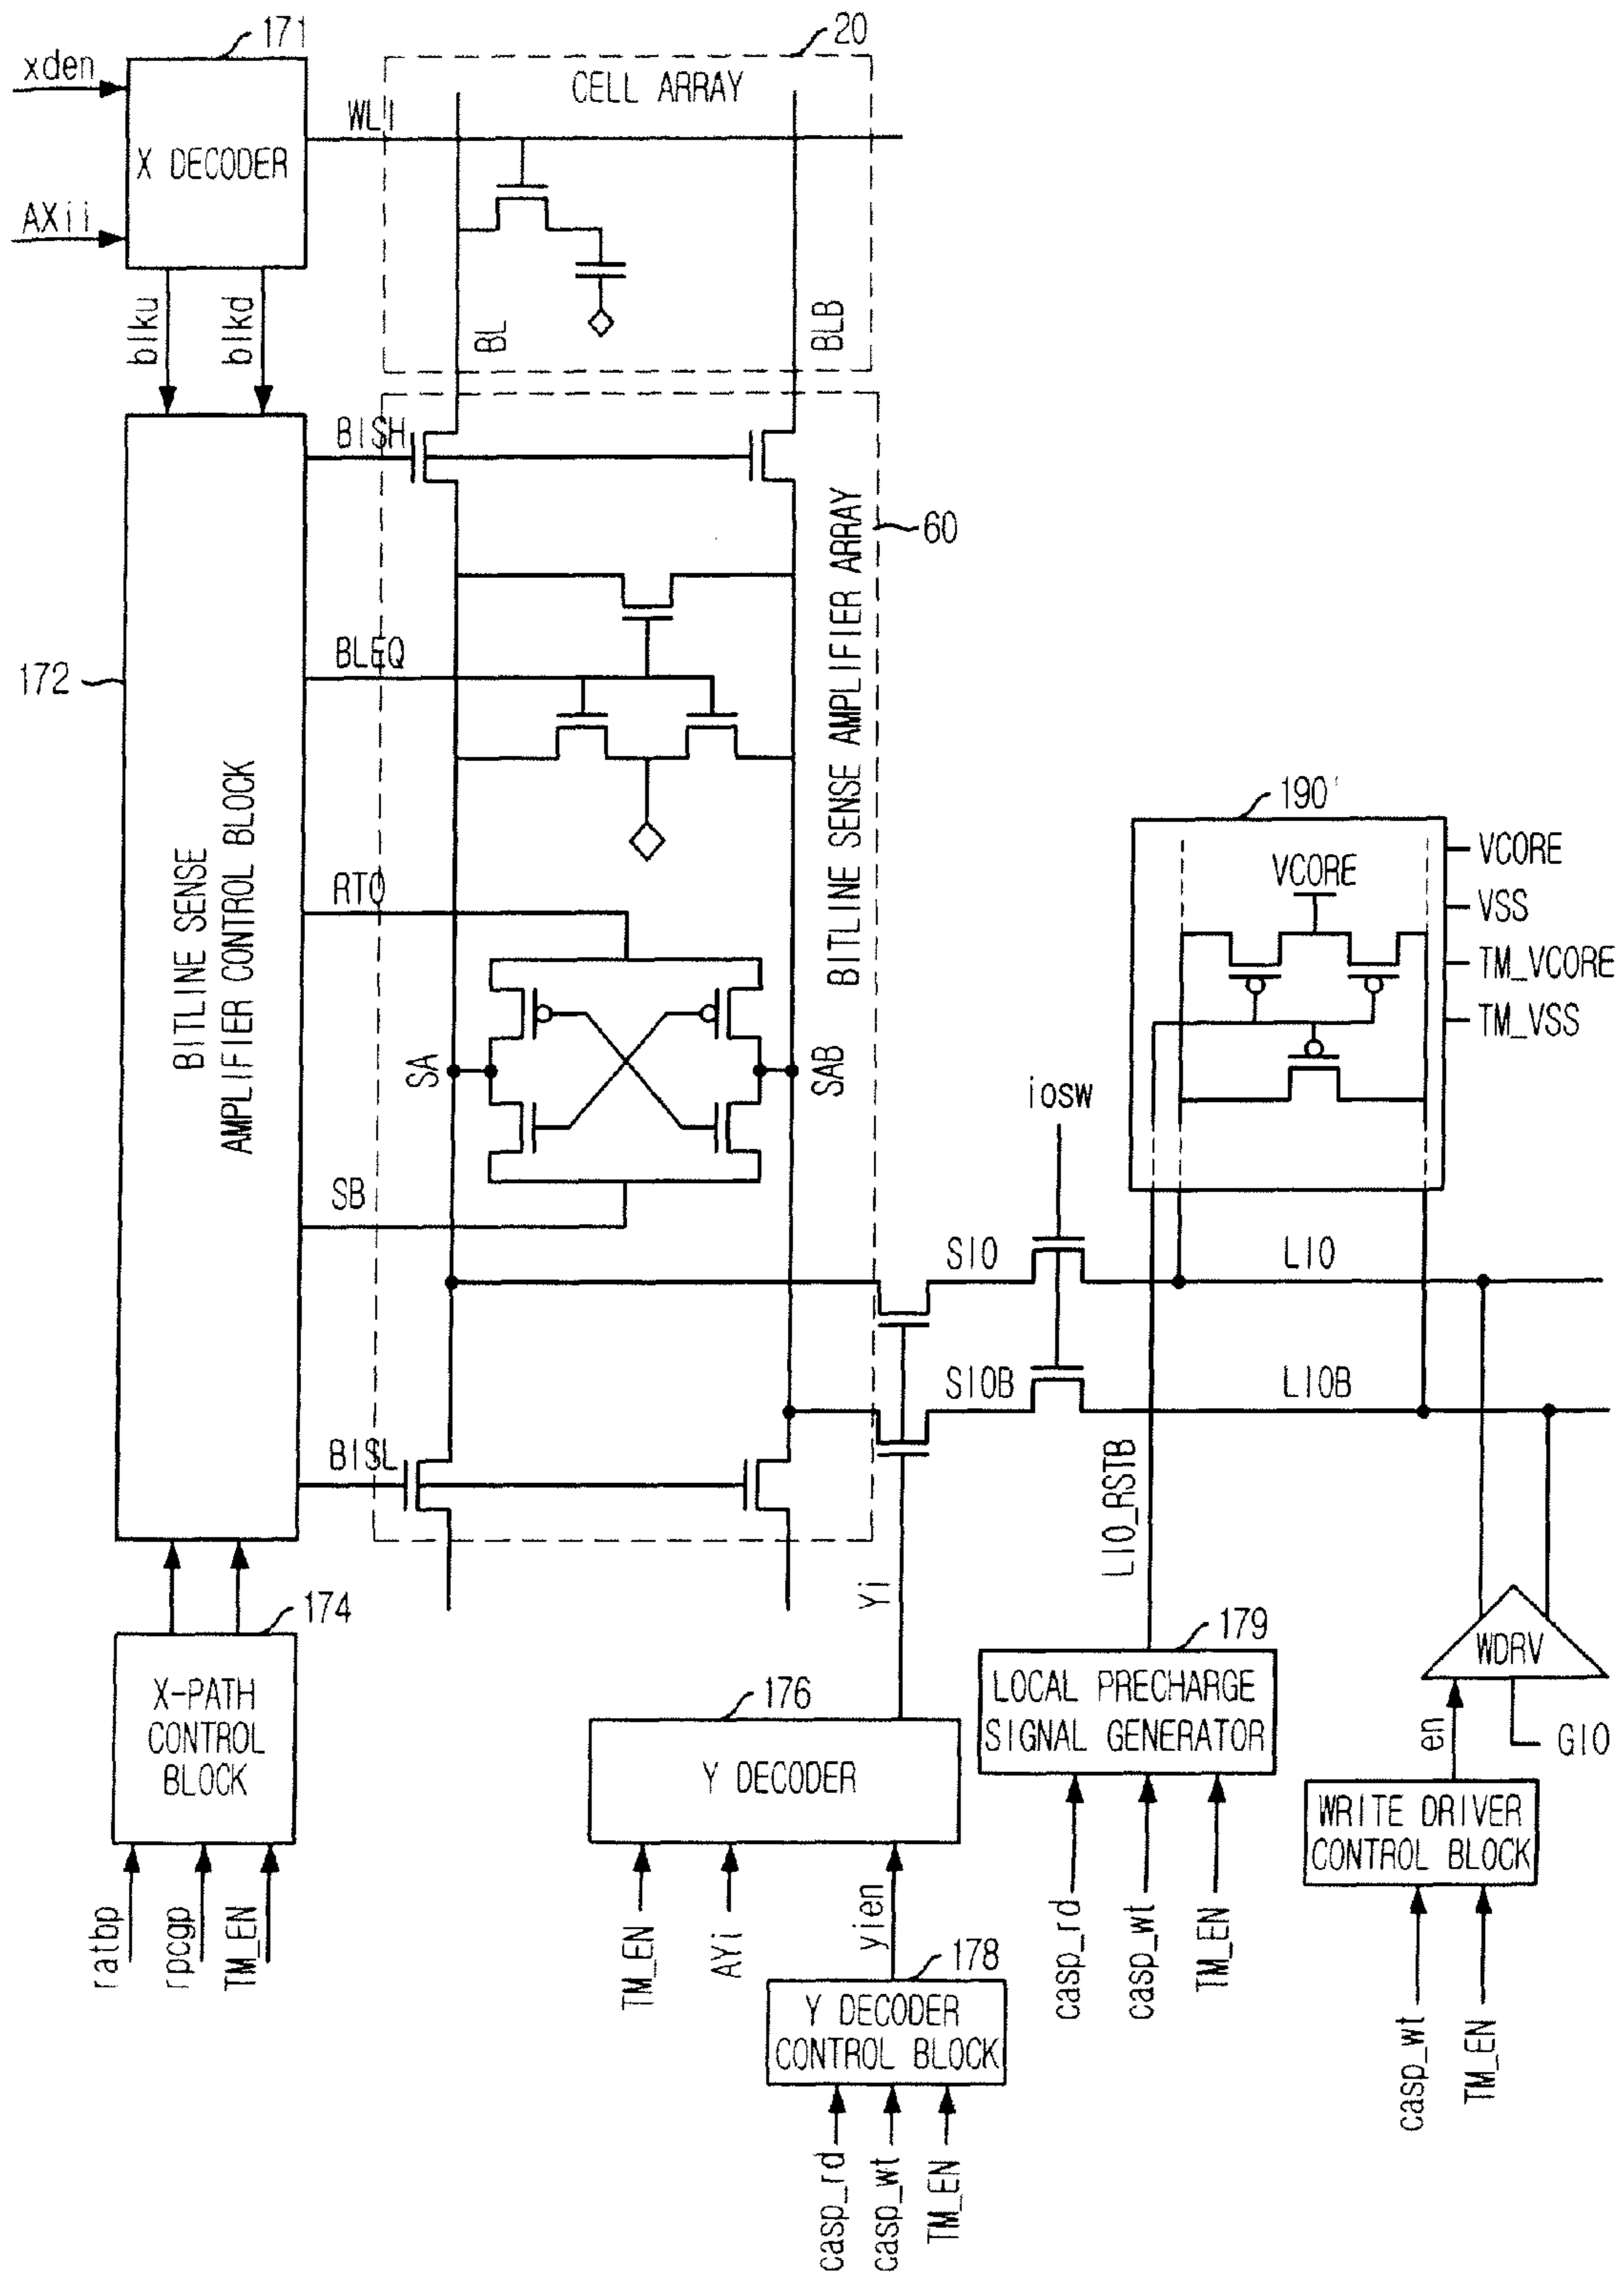 171
20
xden
CELL ARRAY
WLi
X DECODER
AXii
blku
blkd
BL
BLB
BISH
60
BITLINE SENSE AMPLIFIER ARRAY
BLEQ
172
BITLINE SENSE
AMPLIFIER CONTROL BLOCK
190'
VCORE
VCORE
VSS
TM_VCORE
TM_VSS
RTO
SA
SAB
iosw
SB
SIO
LIO
SIOB
LIOB
BISL
LIO_RSTB
Yi
174
179
WDRV
X-PATH
CONTROL
BLOCK
176
LOCAL PRECHARGE
SIGNAL GENERATOR
Y DECODER
en
GIO
WRITE DRIVER
CONTROL BLOCK
ratbp
rpcgp
TM_EN
TM_EN
AYi
yien
178
casp_rd
casp_wt
TM_EN
Y DECODER
CONTROL BLOCK
casp_wt
TM_EN
casp_rd
casp_wt
TM_EN